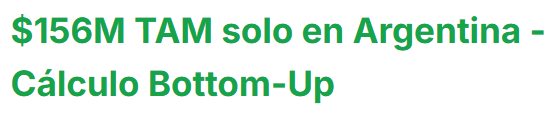 $156M TAM solo en Argentina -
Cálculo Bottom-Up